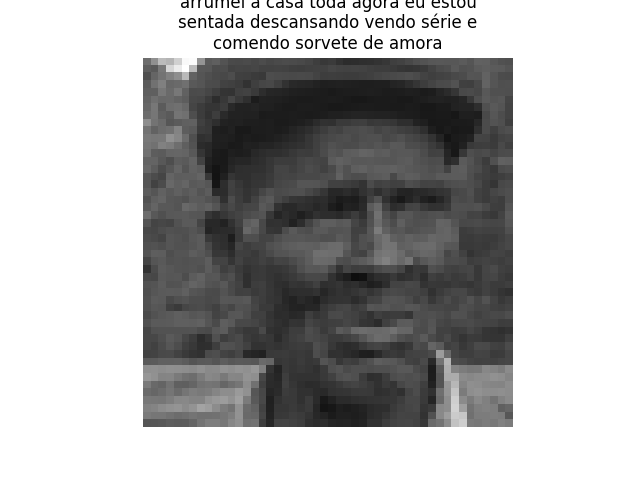 arrumei a casa toda agora eu estou
sentada descansando vendo série e
comendo sorvete de amora